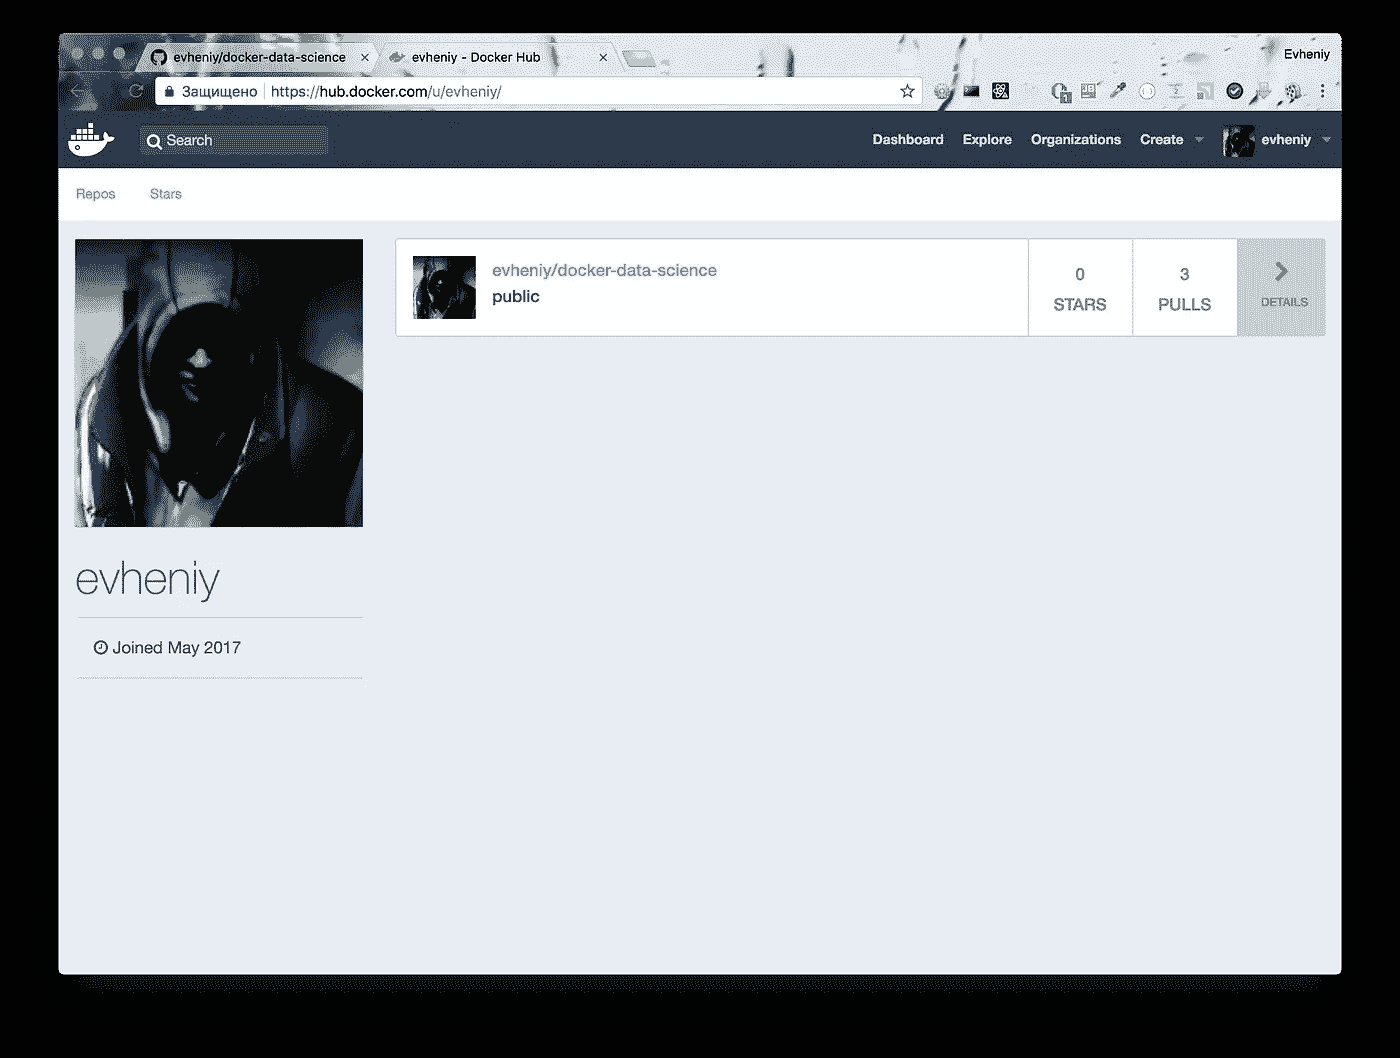 evheniy/docker-data-science
evheniy - Docker Hub
Evheniy
Защищено https://hub.docker.com/u/evheniy/
1
Search
Dashboard Explore Organizations Create evheniy
Repos Stars
evheniy/docker-data-science
public
0
STARS
3
PULLS
DETAILS
evheniy
Joined May 2017